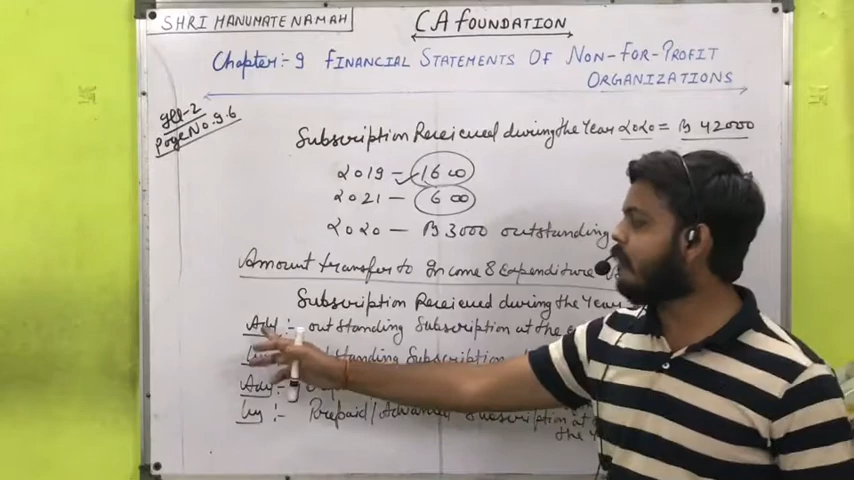 SHRI HANUMATE NAMAH
CA FOUNDATION
Chapter:- 9 FINANCIAL STATEMENTS OF NON-FOR-PROFIT
ORGANIZATIONS
Ill-2
Page No. 9.6
Subscription Received during the Year 2020 = Rs 42000
2019 - 1600
2021 - 600
2020 - Rs 3000 outstanding
Amount transfer to Income & Expenditure
Subscription Received during the Year
Add :- outstanding Subscription at the
outstanding Subscription
Add :-
Less :- Prepaid/Advanced Subscription at
the